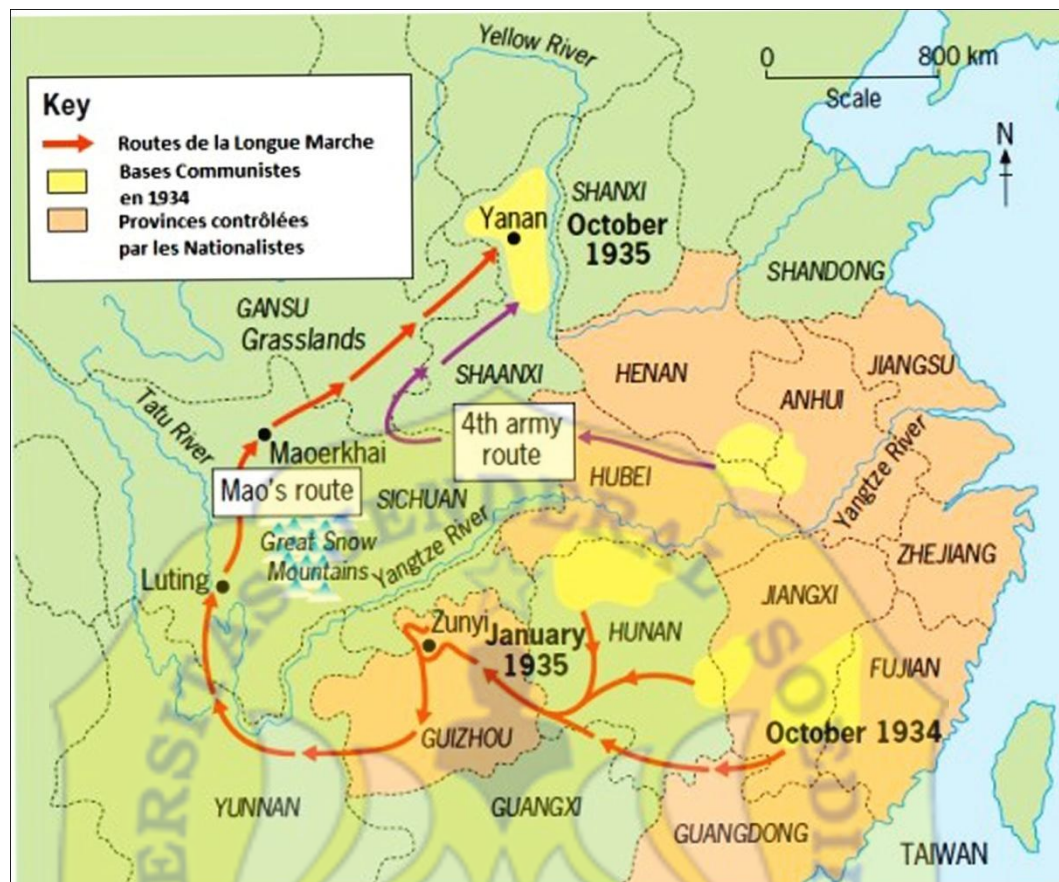 Yellow River
0
800 km
Scale
N
Key
Routes de la Longue Marche
Bases Communistes
en 1934
Provinces contrôlées
par les Nationalistes
SHANXI
Yanan
October
1935
SHANDONG
GANSU
Grasslands
SHAANXI
HENAN
JIANGSU
ANHUI
Tatu River
4th army
route
Maoerkhai
HUBEI
Yangtze River
Mao's route
SICHUAN
Great Snow
Mountains
Yangtze River
ZHEJIANG
Luting
JIANGXI
Zunyi
January
1935
HUNAN
FUJIAN
GUIZHOU
October 1934
YUNNAN
GUANGXI
GUANGDONG
TAIWAN